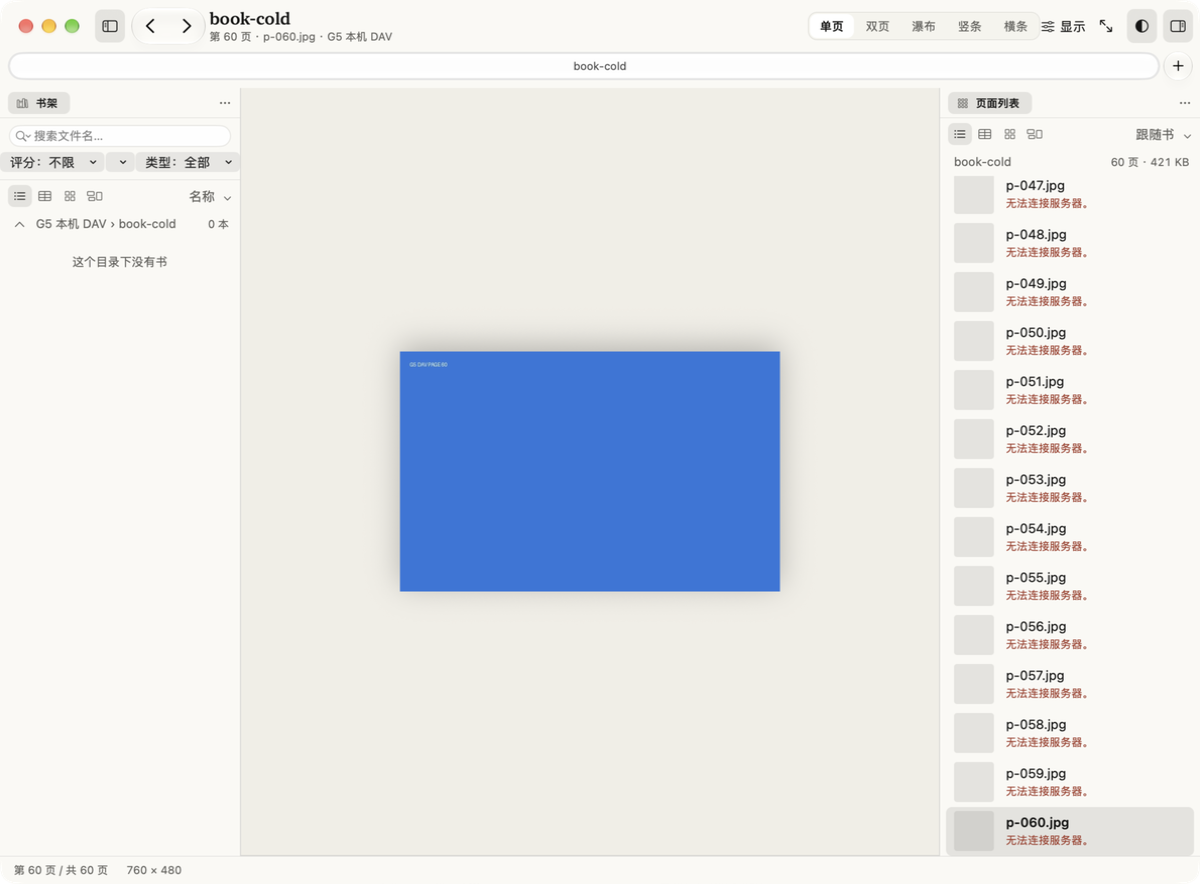 book-cold
第 60 页 · p-060.jpg · G5 本机 DAV
单页 双页 瀑布 竖条 横条 显示
book-cold
书架
搜索文件名...
评分：不限 类型：全部
名称
G5 本机 DAV › book-cold 0 本
这个目录下没有书
G5 DAV PAGE 60
页面列表
跟随书
book-cold 60 页 · 421 KB
p-047.jpg
无法连接服务器。
p-048.jpg
无法连接服务器。
p-049.jpg
无法连接服务器。
p-050.jpg
无法连接服务器。
p-051.jpg
无法连接服务器。
p-052.jpg
无法连接服务器。
p-053.jpg
无法连接服务器。
p-054.jpg
无法连接服务器。
p-055.jpg
无法连接服务器。
p-056.jpg
无法连接服务器。
p-057.jpg
无法连接服务器。
p-058.jpg
无法连接服务器。
p-059.jpg
无法连接服务器。
p-060.jpg
无法连接服务器。
第 60 页 / 共 60 页 760 × 480